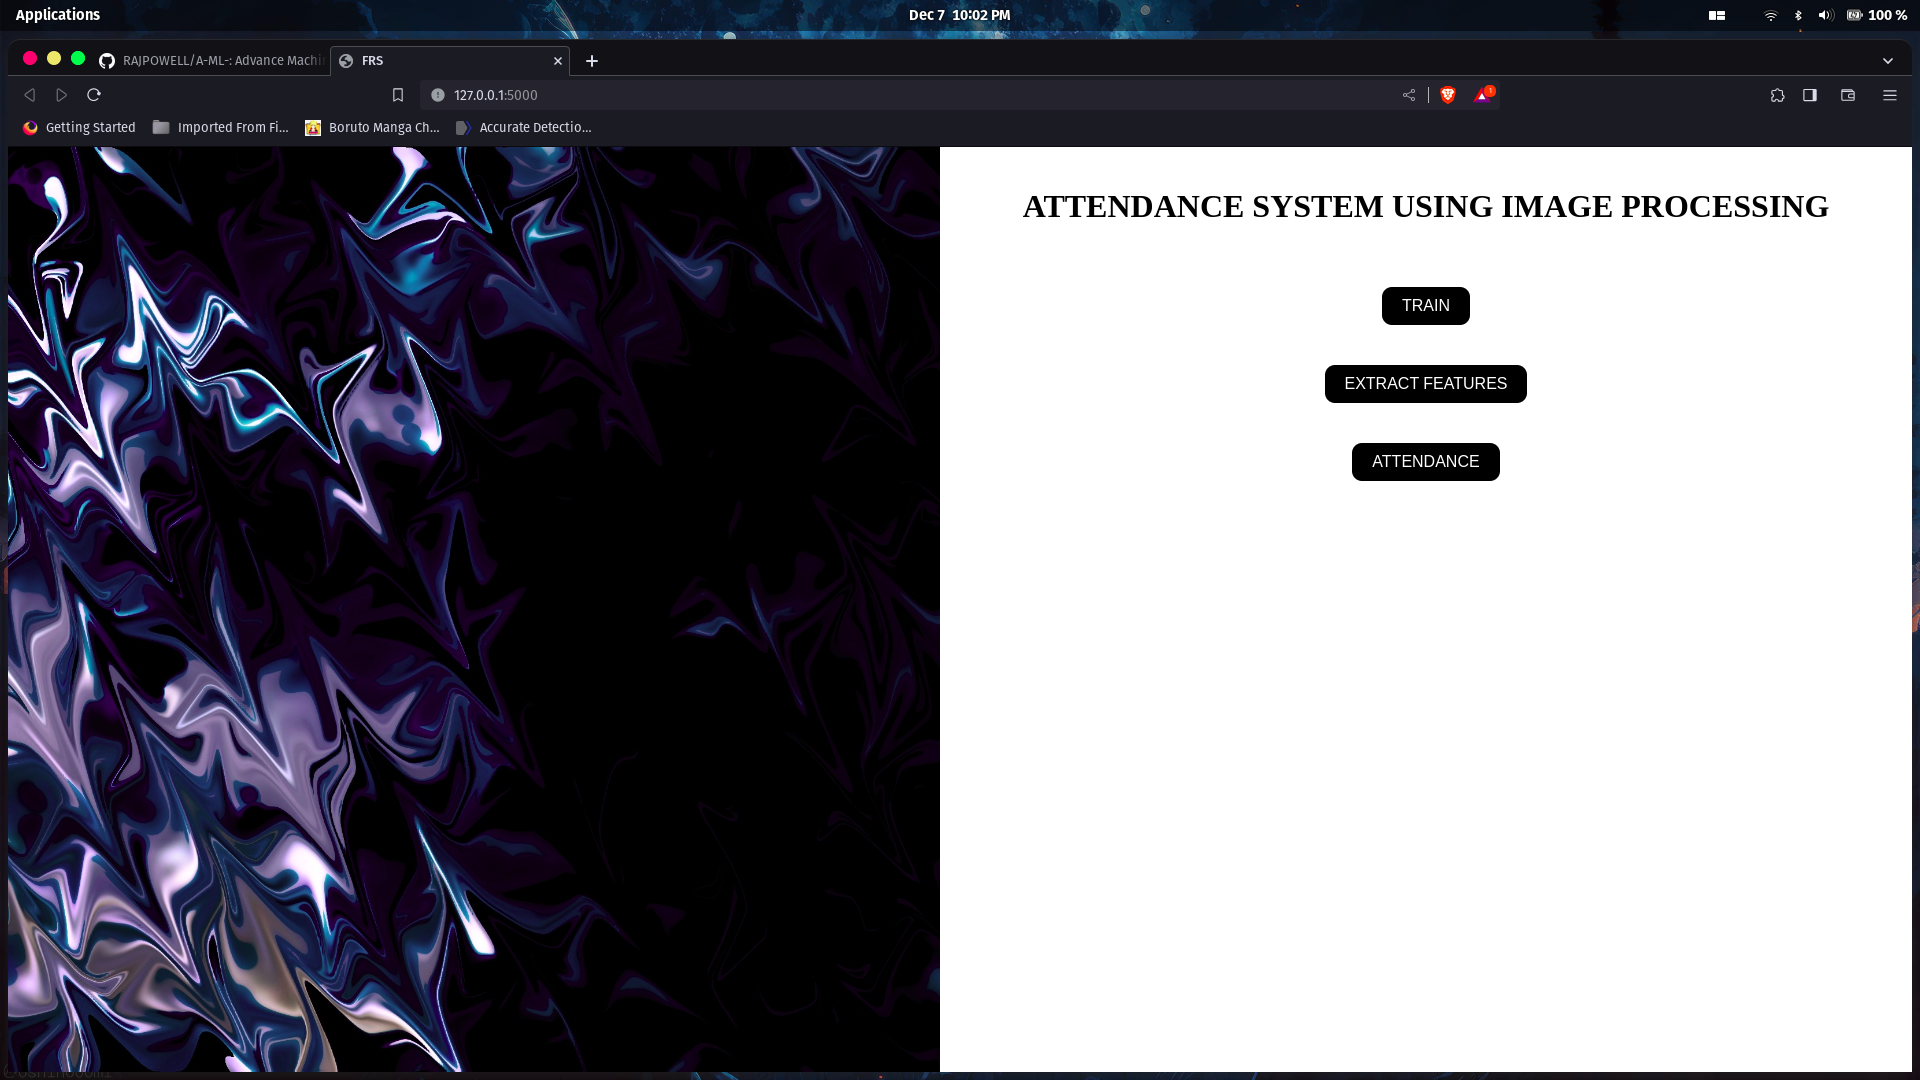 Applications
Dec 7 10:02 PM
100 %
RAJPOWELL/A-ML-: Advance Machi
FRS
127.0.0.1:5000
1
Getting Started
Imported From Fi...
Boruto Manga Ch...
Accurate Detectio...
ATTENDANCE SYSTEM USING IMAGE PROCESSING
TRAIN
EXTRACT FEATURES
ATTENDANCE